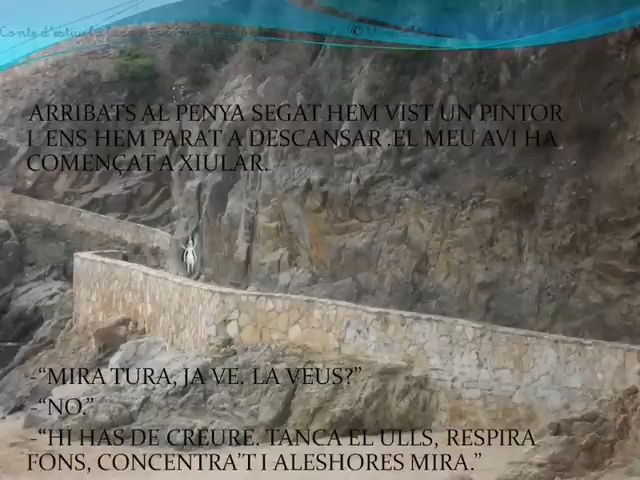 ARRIBATS AL PENYA SEGAT HEM VIST UN PINTOR
I ENS HEM PARAT A DESCANSAR .EL MEU AVI HA
COMENÇAT A XIULAR.
-“MIRA TURA, JA VE. LA VEUS?”
-“NO.”
-“HI HAS DE CREURE. TANCA EL ULLS, RESPIRA
FONS, CONCENTRA’T I ALESHORES MIRA.”